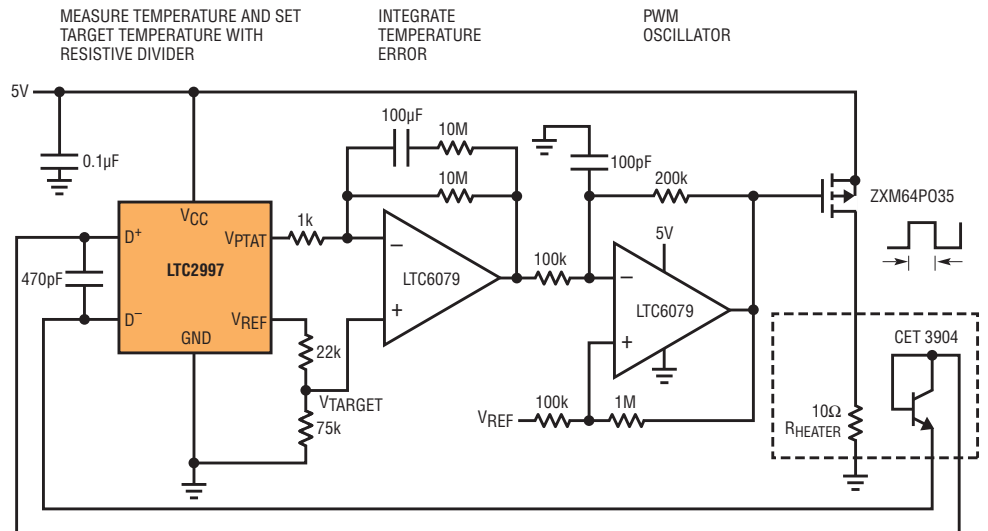 MEASURE TEMPERATURE AND SET
TARGET TEMPERATURE WITH
RESISTIVE DIVIDER
INTEGRATE
TEMPERATURE
ERROR
PWM
OSCILLATOR
5V
0.1µF
100µF
10M
10M
100pF
200k
ZXM64PO35
VCC
D+
VPTAT
1k
LTC2997
470pF
D−
VREF
GND
−
+
LTC6079
100k
5V
−
+
LTC6079
22k
VTARGET
75k
VREF
100k
1M
CET 3904
10Ω
RHEATER